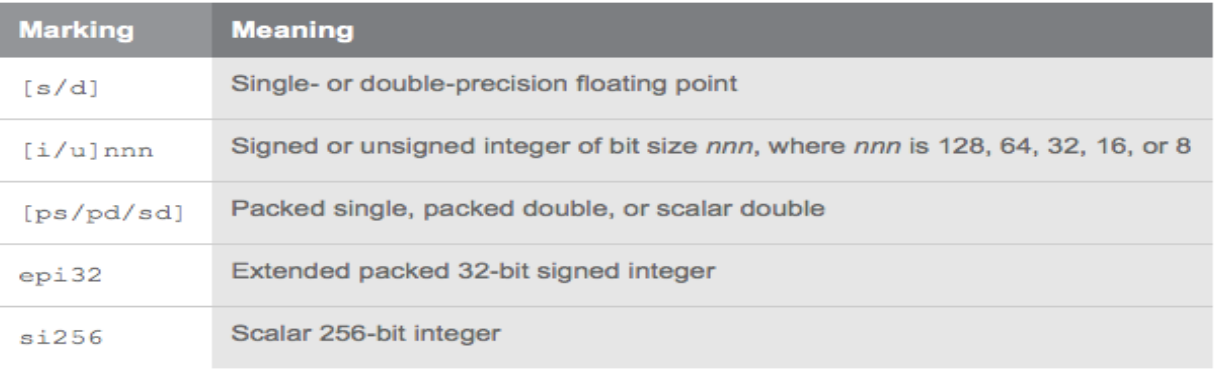 Marking Meaning
[s/d] Single- or double-precision floating point
[i/u]nnn Signed or unsigned integer of bit size nnn, where nnn is 128, 64, 32, 16, or 8
[ps/pd/sd] Packed single, packed double, or scalar double
epi32 Extended packed 32-bit signed integer
si256 Scalar 256-bit integer